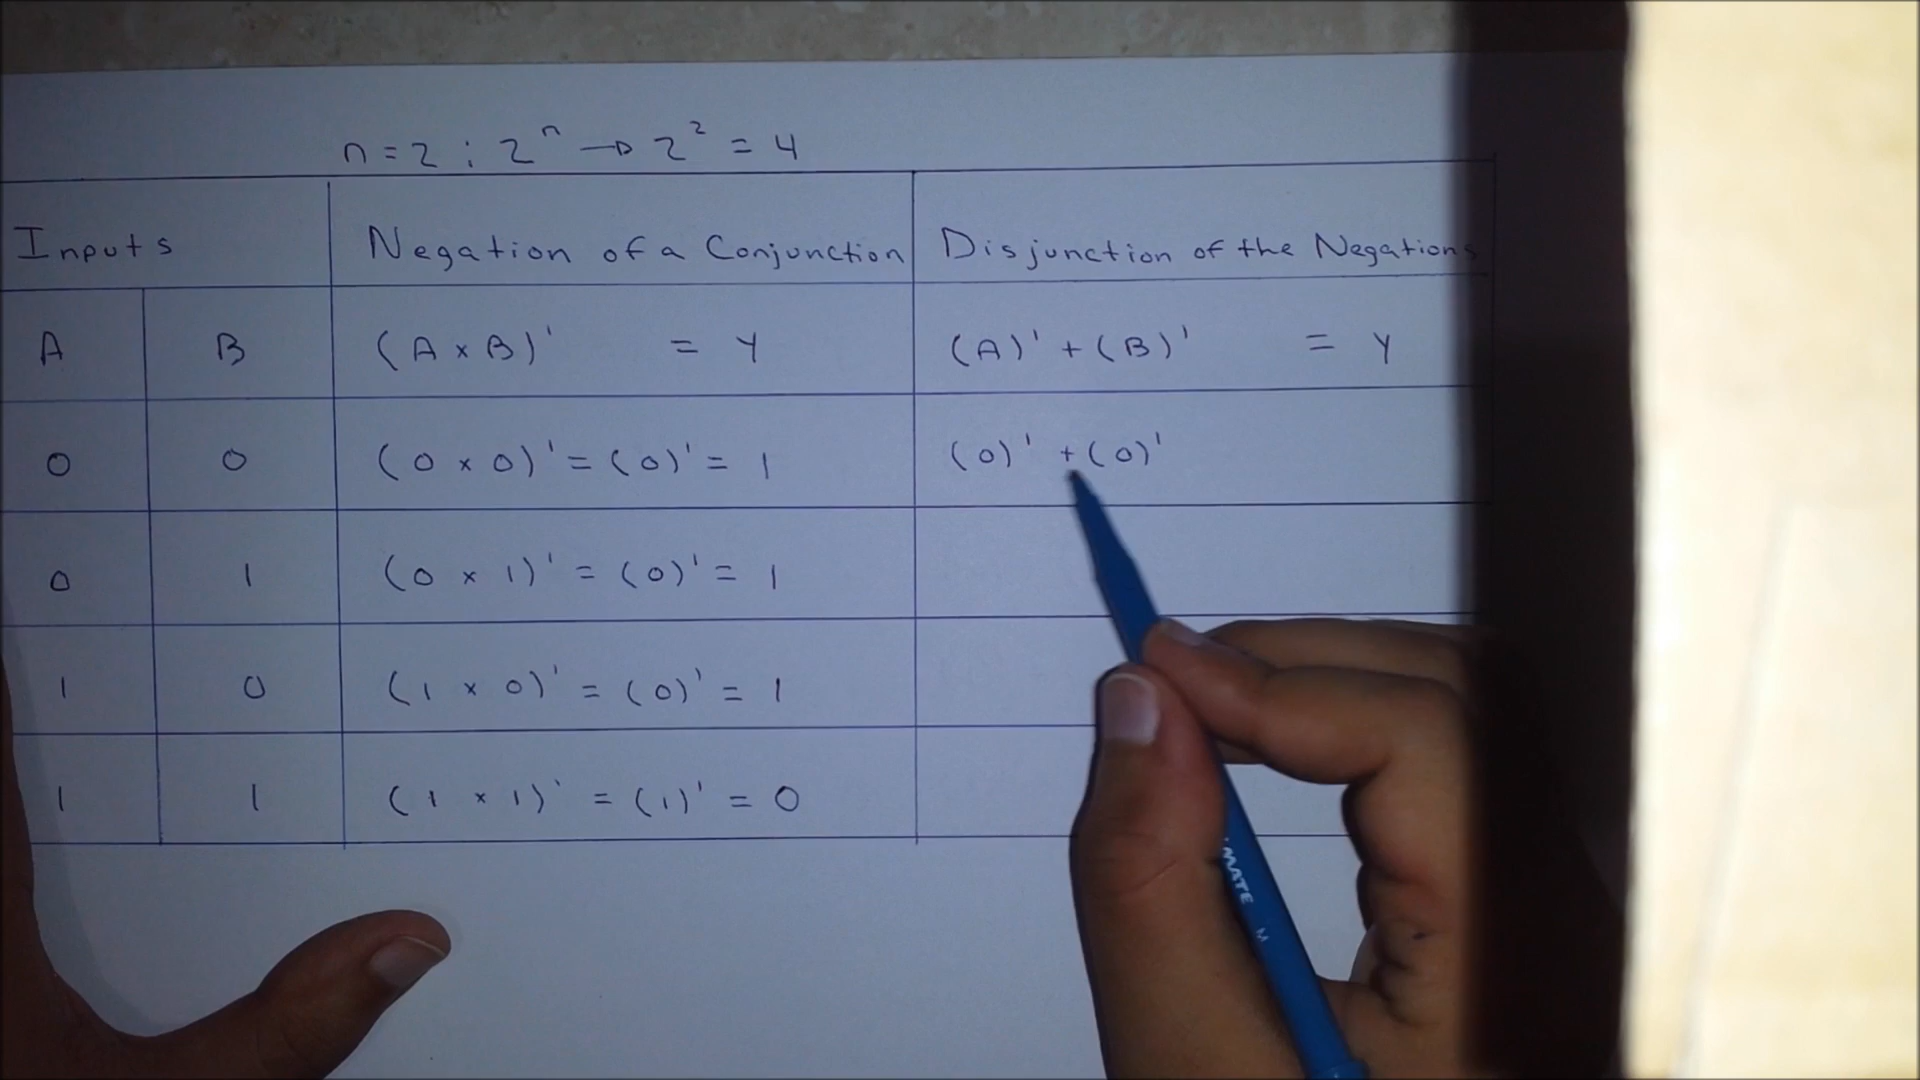 n = 2 : 2ⁿ → 2² = 4
Inputs Negation of a Conjunction Disjunction of the Negations
A B (A × B)' = Y (A)' + (B)' = Y
0 0 (0 × 0)' = (0)' = 1 (0)' + (0)'
0 1 (0 × 1)' = (0)' = 1
1 0 (1 × 0)' = (0)' = 1
1 1 (1 × 1)' = (1)' = 0
MATE M